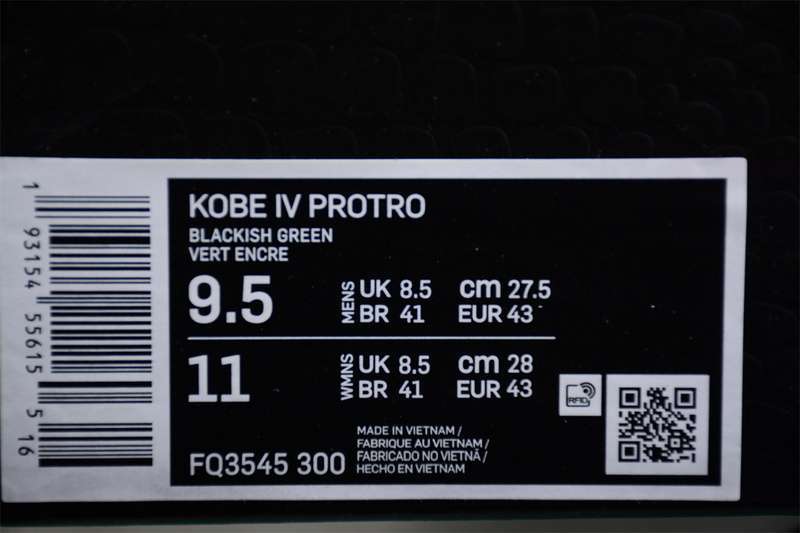 1 93154 55615 5 16
KOBE IV PROTRO
BLACKISH GREEN
VERT ENCRE
9.5 MENS UK 8.5 cm 27.5
BR 41 EUR 43
11 WMNS UK 8.5 cm 28
BR 41 EUR 43
RFID
FQ3545 300
MADE IN VIETNAM /
FABRIQUE AU VIETNAM /
FABRICADO NO VIETNÃ /
HECHO EN VIETNAM